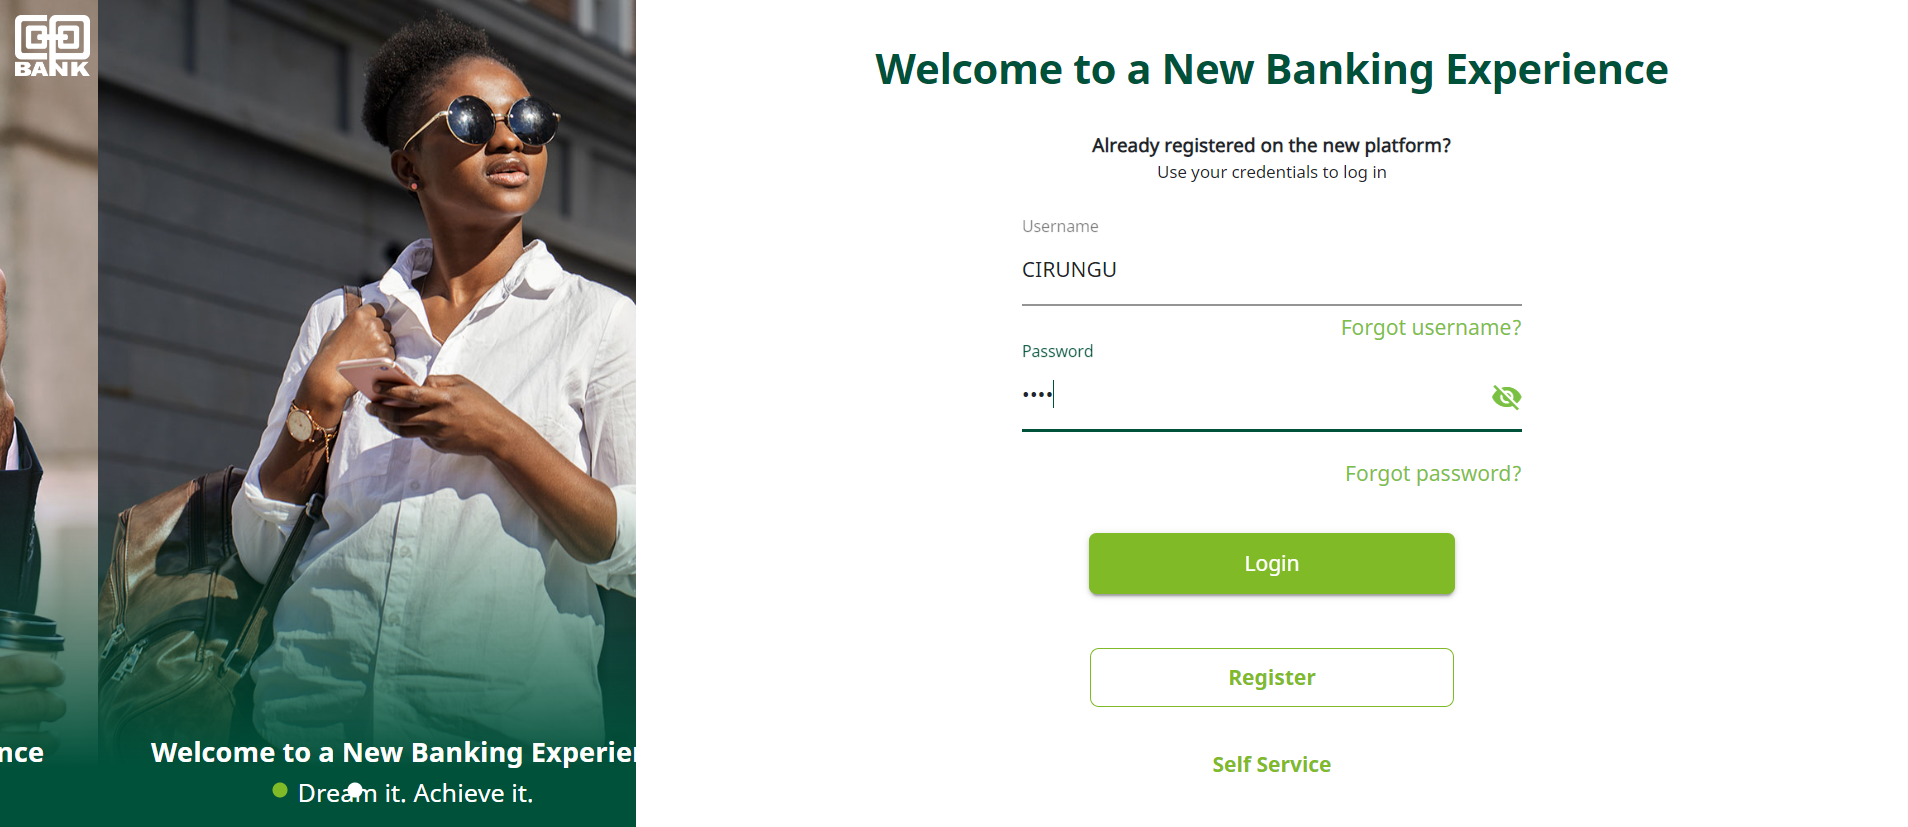 BANK
nce
Welcome to a New Banking Experien
Dream it. Achieve it.
Welcome to a New Banking Experience
Already registered on the new platform?
Use your credentials to log in
Username
CIRUNGU
Forgot username?
Password
••••
Forgot password?
Login
Register
Self Service